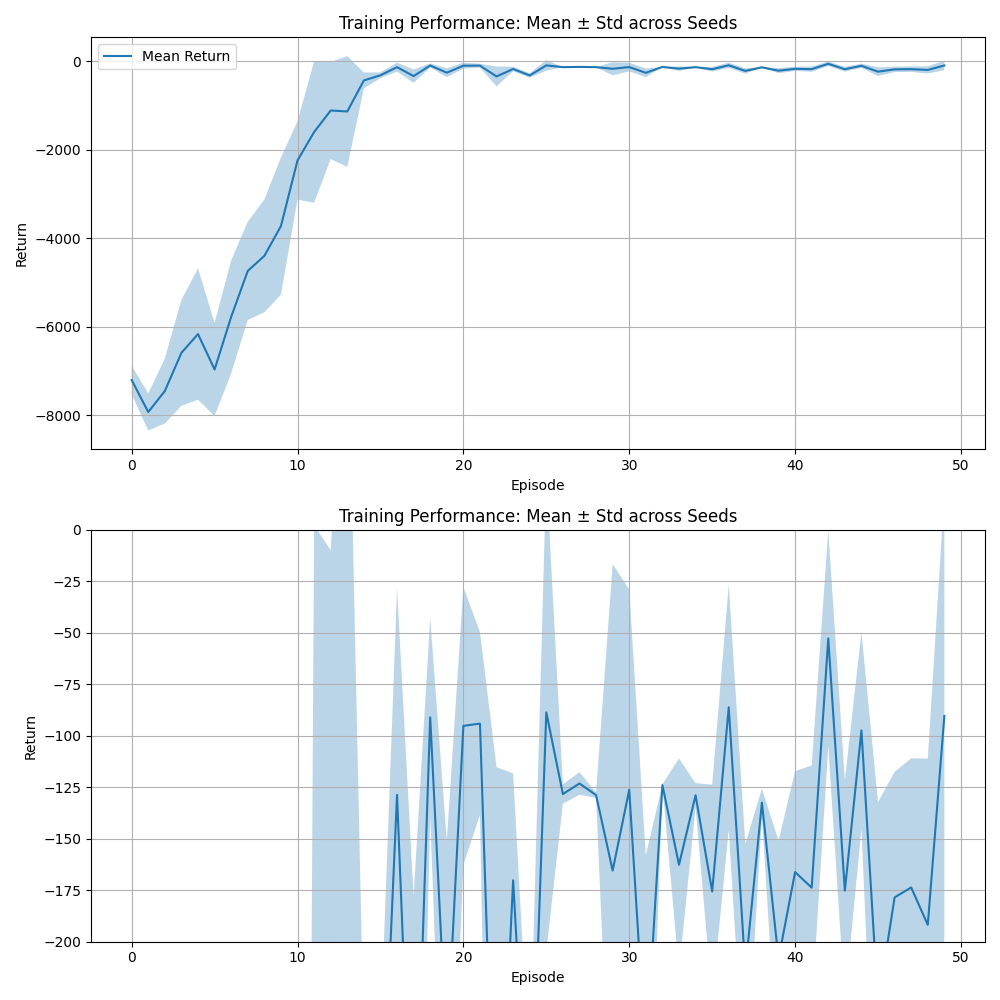 Training Performance: Mean ± Std across Seeds
Mean Return
0
−2000
−4000
−6000
−8000
Return
0 10 20 30 40 50
Episode
Training Performance: Mean ± Std across Seeds
0
−25
−50
−75
−100
−125
−150
−175
−200
Return
0 10 20 30 40 50
Episode